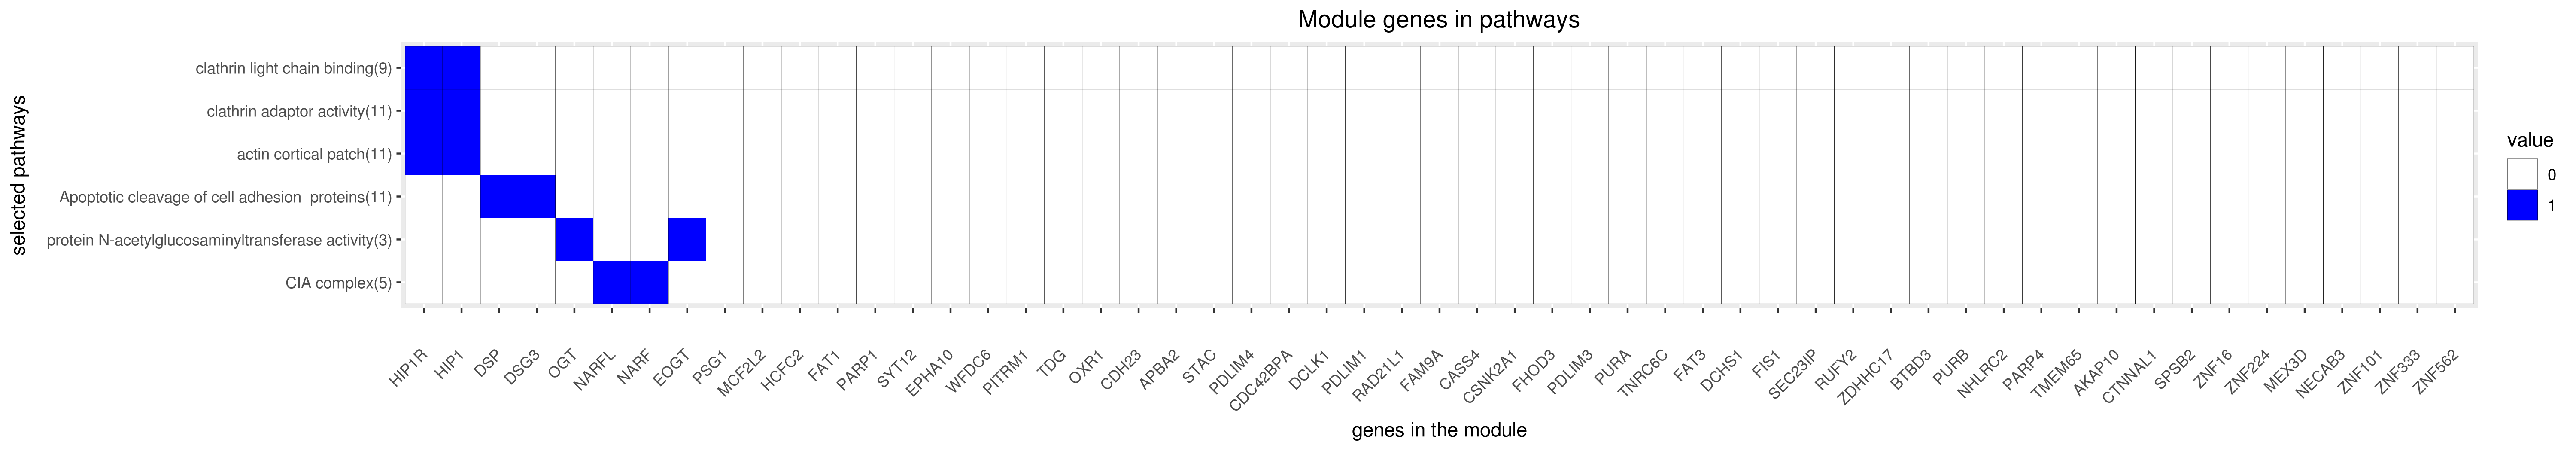 Module genes in pathways
selected pathways
clathrin light chain binding(9)
clathrin adaptor activity(11)
actin cortical patch(11)
Apoptotic cleavage of cell adhesion  proteins(11)
protein N-acetylglucosaminyltransferase activity(3)
CIA complex(5)
HIP1R
HIP1
DSP
DSG3
OGT
NARFL
NARF
EOGT
PSG1
MCF2L2
HCFC2
FAT1
PARP1
SYT12
EPHA10
WFDC6
PITRM1
TDG
OXR1
CDH23
APBA2
STAC
PDLIM4
CDC42BPA
DCLK1
PDLIM1
RAD21L1
FAM9A
CASS4
CSNK2A1
FHOD3
PDLIM3
PURA
TNRC6C
FAT3
DCHS1
FIS1
SEC23IP
RUFY2
ZDHHC17
BTBD3
PURB
NHLRC2
PARP4
TMEM65
AKAP10
CTNNAL1
SPSB2
ZNF16
ZNF224
MEX3D
NECAB3
ZNF101
ZNF333
ZNF562
genes in the module
value
0
1